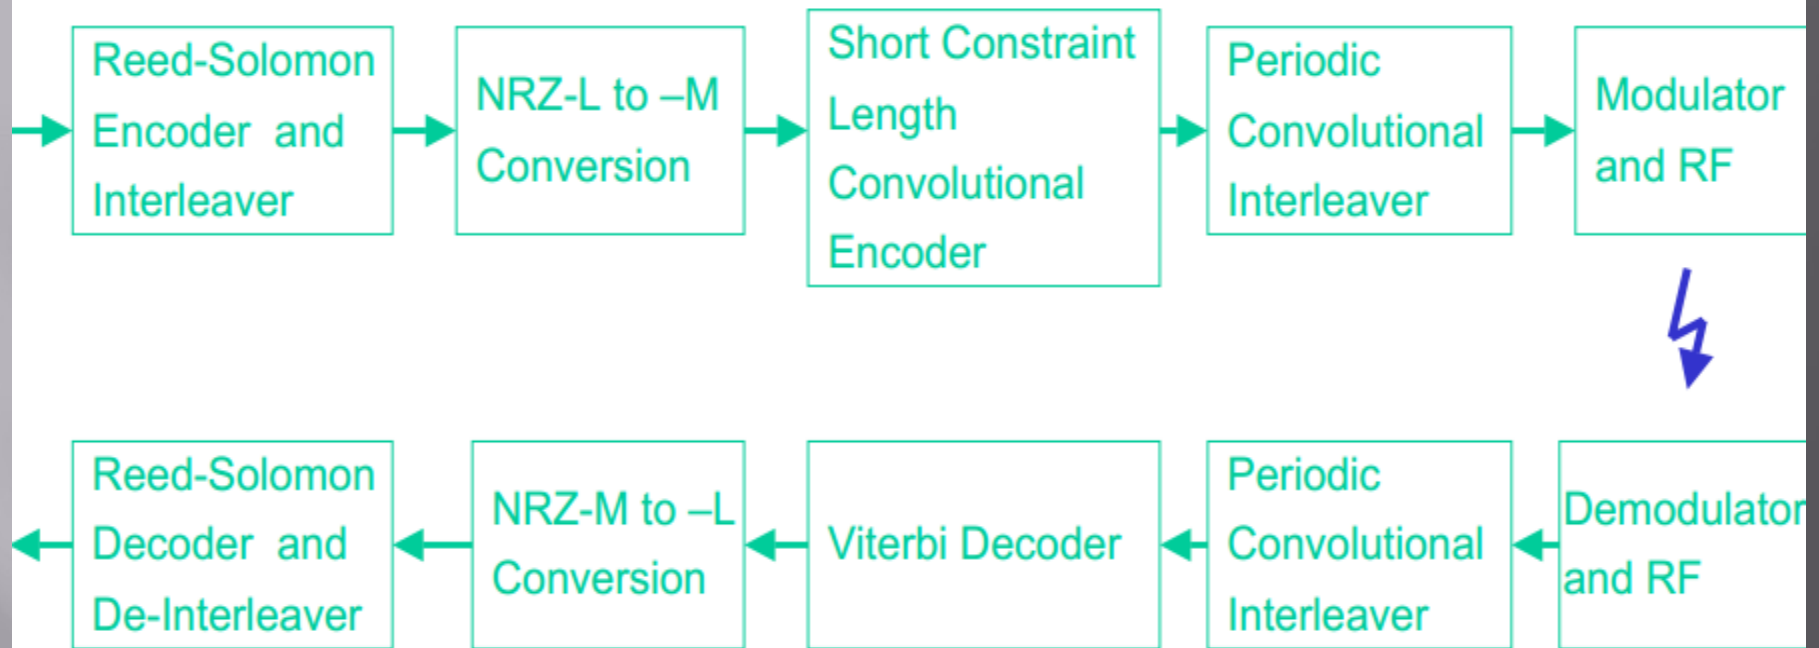 Reed-Solomon
Encoder and
Interleaver
NRZ-L to –M
Conversion
Short Constraint
Length
Convolutional
Encoder
Periodic
Convolutional
Interleaver
Modulator
and RF
Reed-Solomon
Decoder and
De-Interleaver
NRZ-M to –L
Conversion
Viterbi Decoder
Periodic
Convolutional
Interleaver
Demodulator
and RF